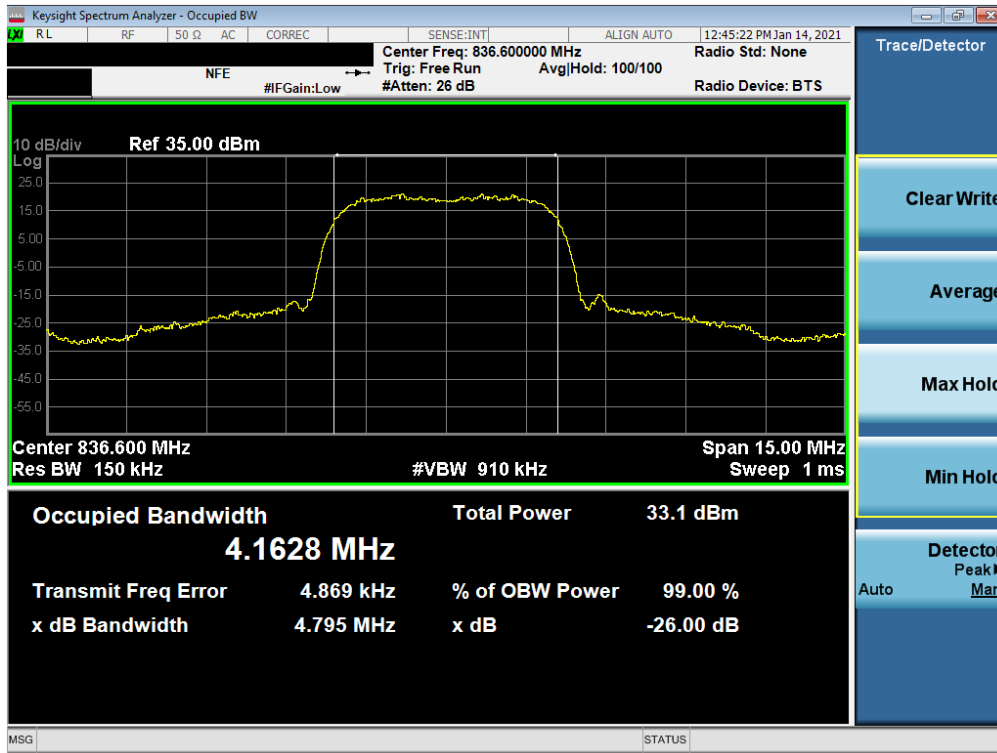 Keysight Spectrum Analyzer - Occupied BW
LXI RL RF 50 Ω AC CORREC SENSE:INT ALIGN AUTO 12:45:22 PM Jan 14, 2021
Center Freq: 836.600000 MHz Radio Std: None
NFE Trig: Free Run Avg|Hold: 100/100
#IFGain:Low #Atten: 26 dB Radio Device: BTS
Trace/Detector
10 dB/div Ref 35.00 dBm
Log
25.0
15.0
5.00
-5.00
-15.0
-25.0
-35.0
-45.0
-55.0
Center 836.600 MHz Span 15.00 MHz
Res BW 150 kHz #VBW 910 kHz Sweep 1 ms
Occupied Bandwidth Total Power 33.1 dBm
4.1628 MHz
Transmit Freq Error 4.869 kHz % of OBW Power 99.00 %
x dB Bandwidth 4.795 MHz x dB -26.00 dB
Clear Write
Average
Max Hold
Min Hold
Detector
Peak
Auto Man
MSG STATUS